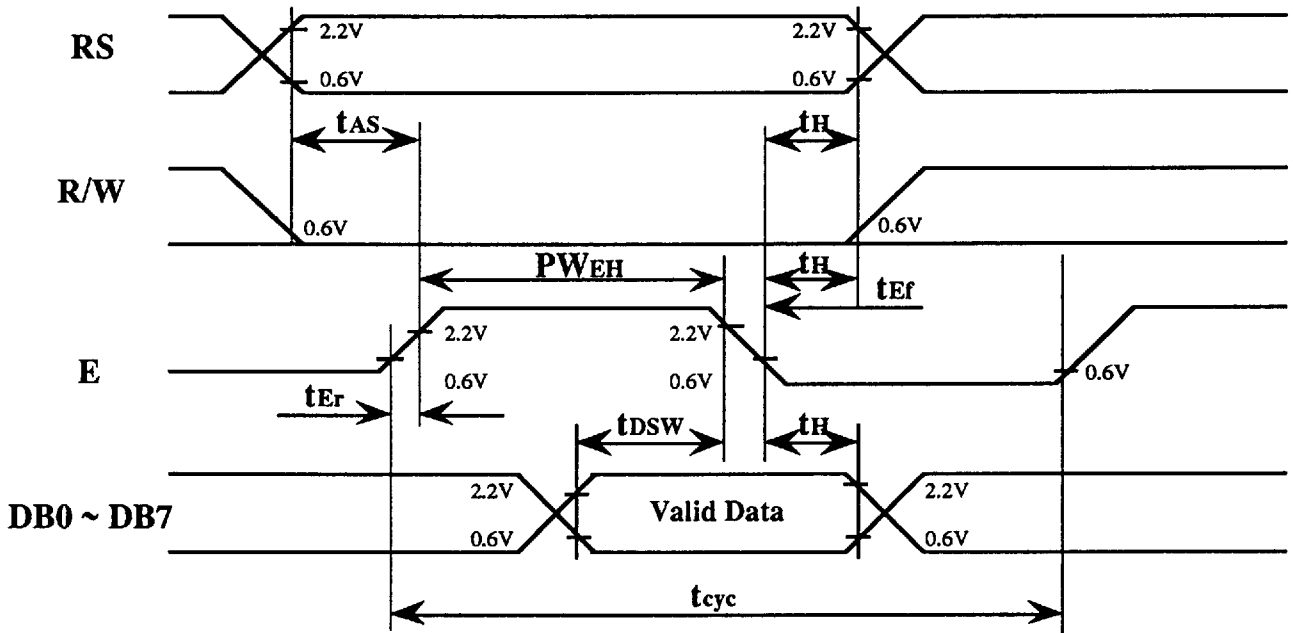 RS
2.2V 2.2V
0.6V 0.6V
tAS tH
R/W
0.6V 0.6V
PWEH tH
tEf
E
2.2V 2.2V
0.6V 0.6V 0.6V
tEr
tDSW tH
DB0 ~ DB7
2.2V Valid Data 2.2V
0.6V 0.6V
tcyc